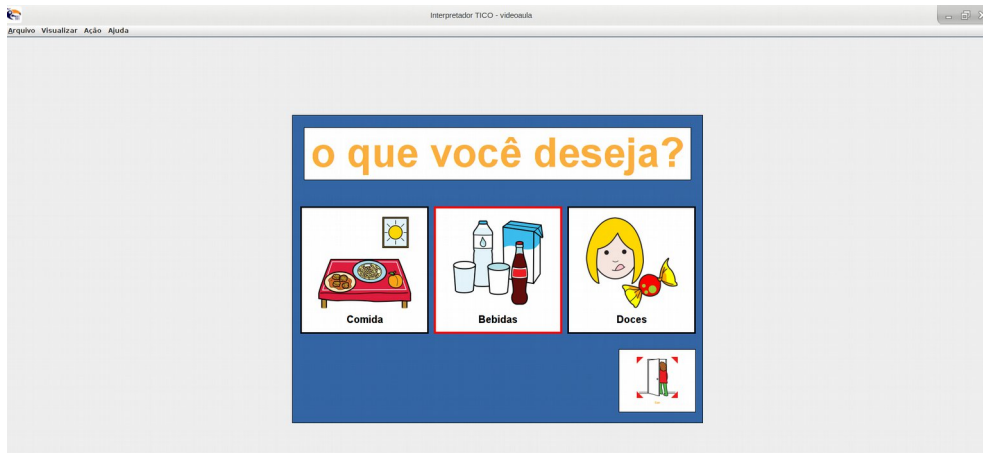 Interpretador TICO - videoaula
Arquivo Visualizar Ação Ajuda
o que você deseja?
Comida Bebidas Doces